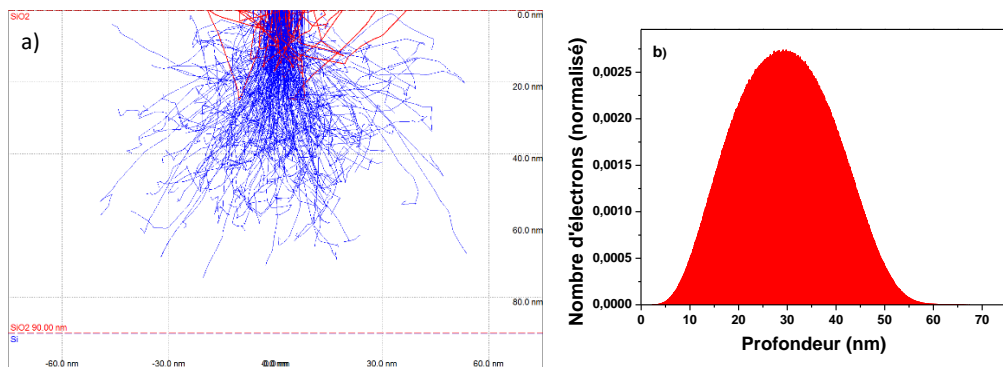 SiO2
a)
0.0 nm
20.0 nm
40.0 nm
60.0 nm
80.0 nm
SiO2 90.00 nm
Si
-60.0 nm
-30.0 nm
30.0 nm
60.0 nm
b)
Nombre d'électrons (normalisé)
0,0025
0,0020
0,0015
0,0010
0,0005
0,0000
0 10 20 30 40 50 60 70
Profondeur (nm)